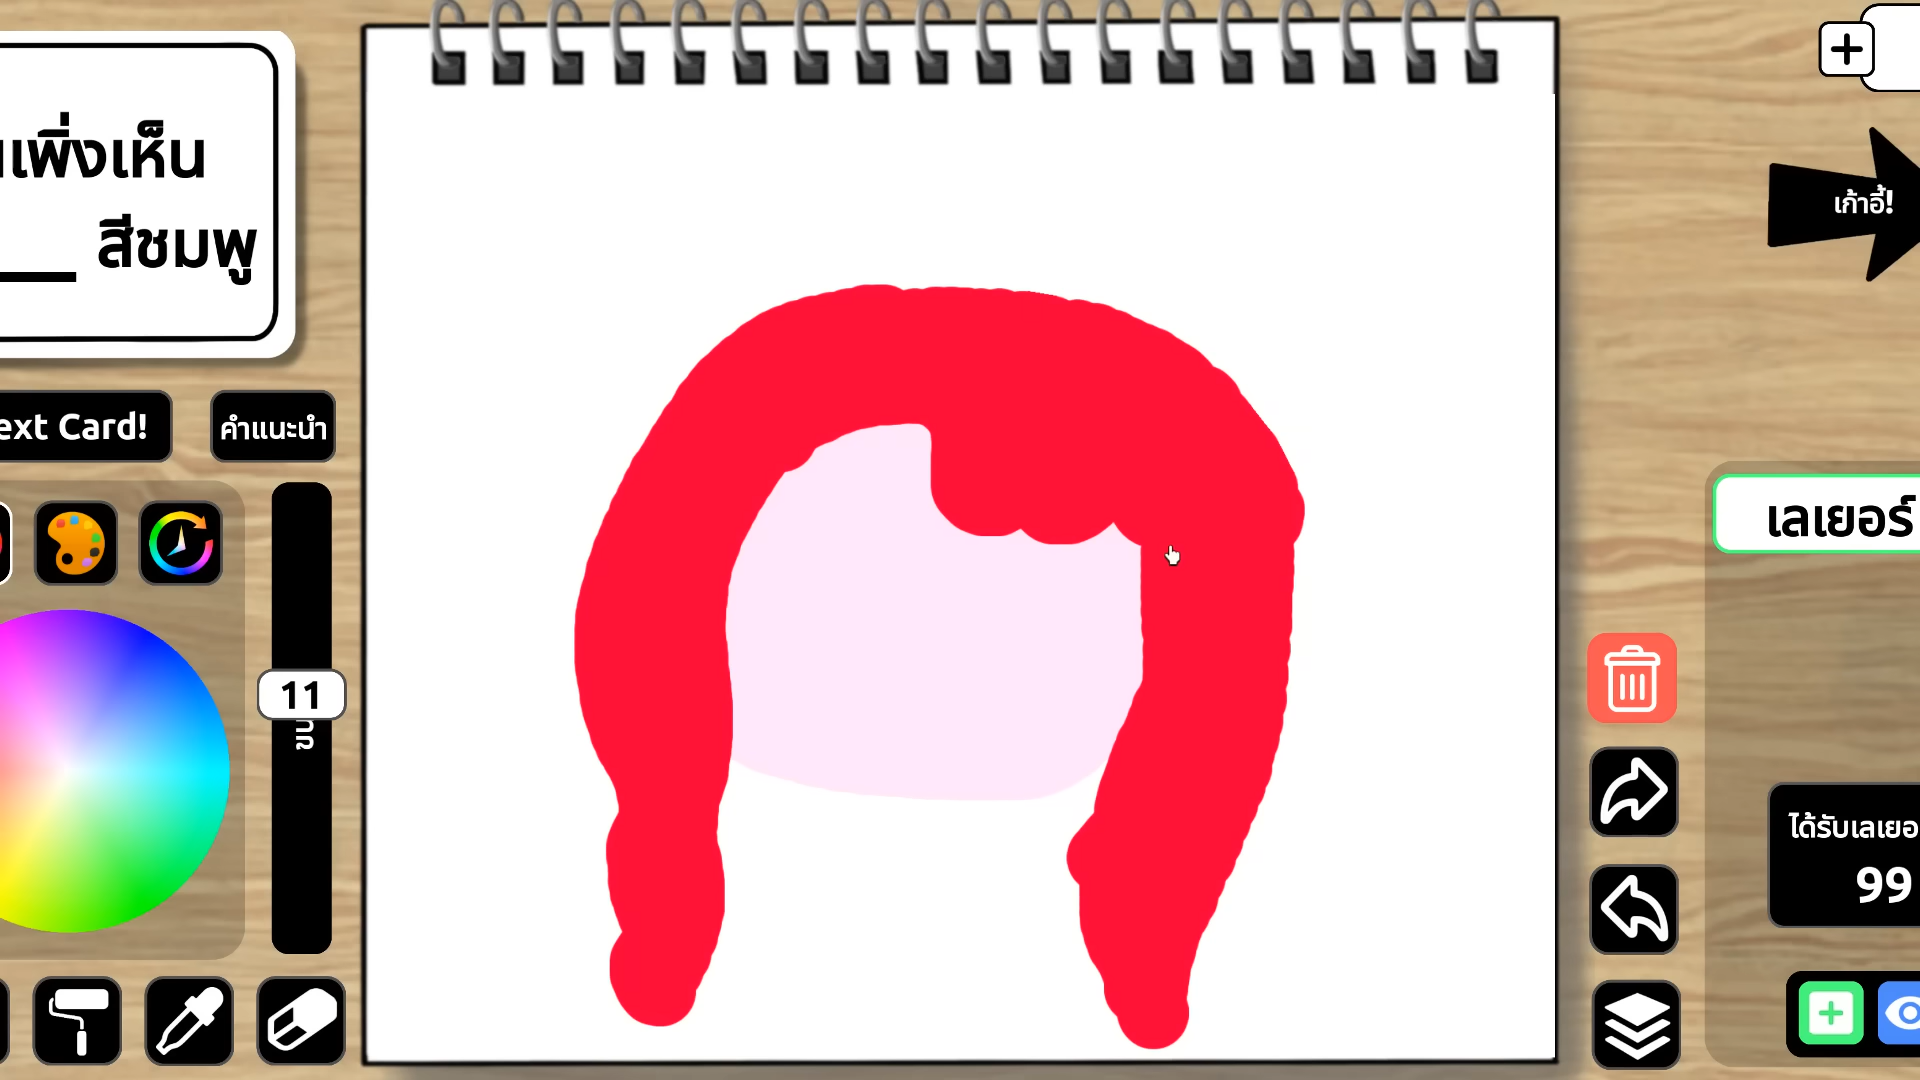 เพิ่งเห็น
____ สีชมพู
ext Card!
คำแนะนำ
11
เก้าอี้!
เลเยอร์
ได้รับเลเยอ
99